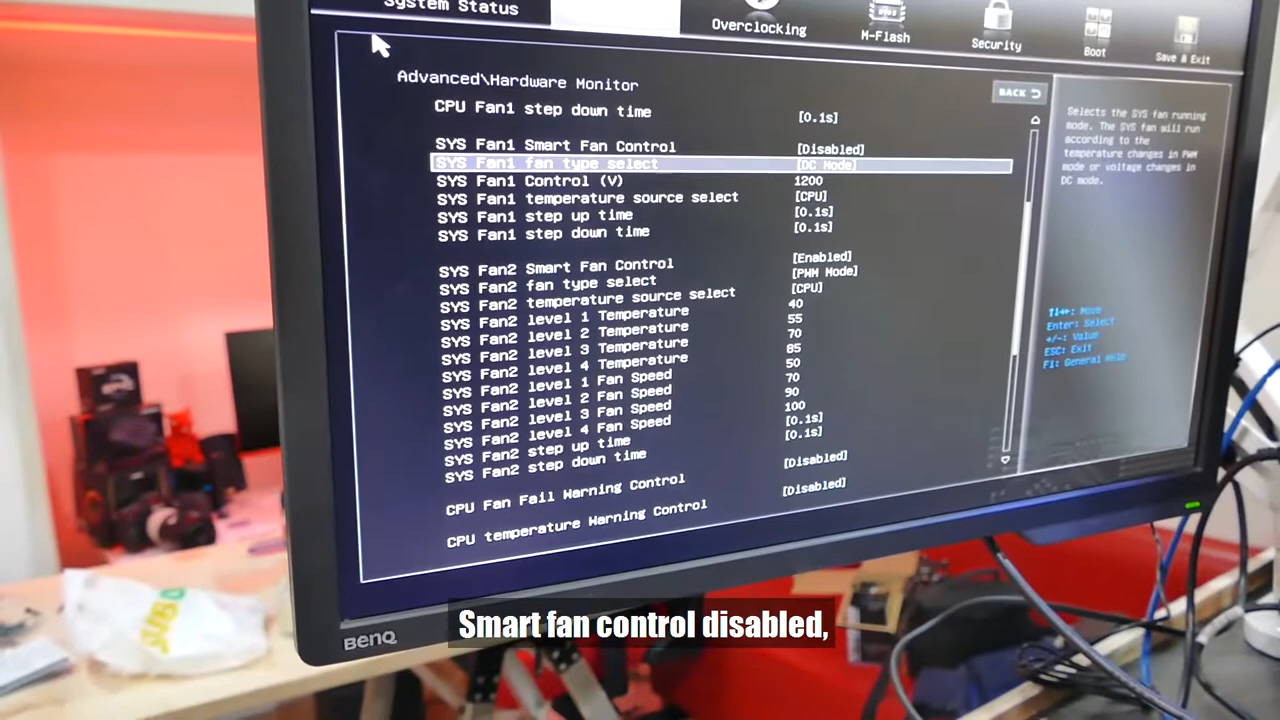 System Status
Overclocking
M-Flash
Security
Boot
Save & Exit
Advanced\Hardware Monitor
BACK
CPU Fan1 step down time [0.1s]
SYS Fan1 Smart Fan Control [Disabled]
SYS Fan1 fan type select [DC Mode]
SYS Fan1 Control (V) 1200
SYS Fan1 temperature source select [CPU]
SYS Fan1 step up time [0.1s]
SYS Fan1 step down time [0.1s]
SYS Fan2 Smart Fan Control [Enabled]
SYS Fan2 fan type select [PWM Mode]
SYS Fan2 temperature source select [CPU]
SYS Fan2 level 1 Temperature 40
SYS Fan2 level 2 Temperature 55
SYS Fan2 level 3 Temperature 70
SYS Fan2 level 4 Temperature 85
SYS Fan2 level 1 Fan Speed 50
SYS Fan2 level 2 Fan Speed 70
SYS Fan2 level 3 Fan Speed 90
SYS Fan2 level 4 Fan Speed 100
SYS Fan2 step up time [0.1s]
SYS Fan2 step down time [0.1s]
CPU Fan Fail Warning Control [Disabled]
CPU temperature Warning Control [Disabled]
Selects the SYS fan running
mode. The SYS fan will run
according to the
temperature changes in PWM
mode or voltage changes in
DC mode.
↑↓↔: Move
Enter: Select
+/-: Value
ESC: Exit
F1: General Help
BenQ
SUBO
Smart fan control disabled,